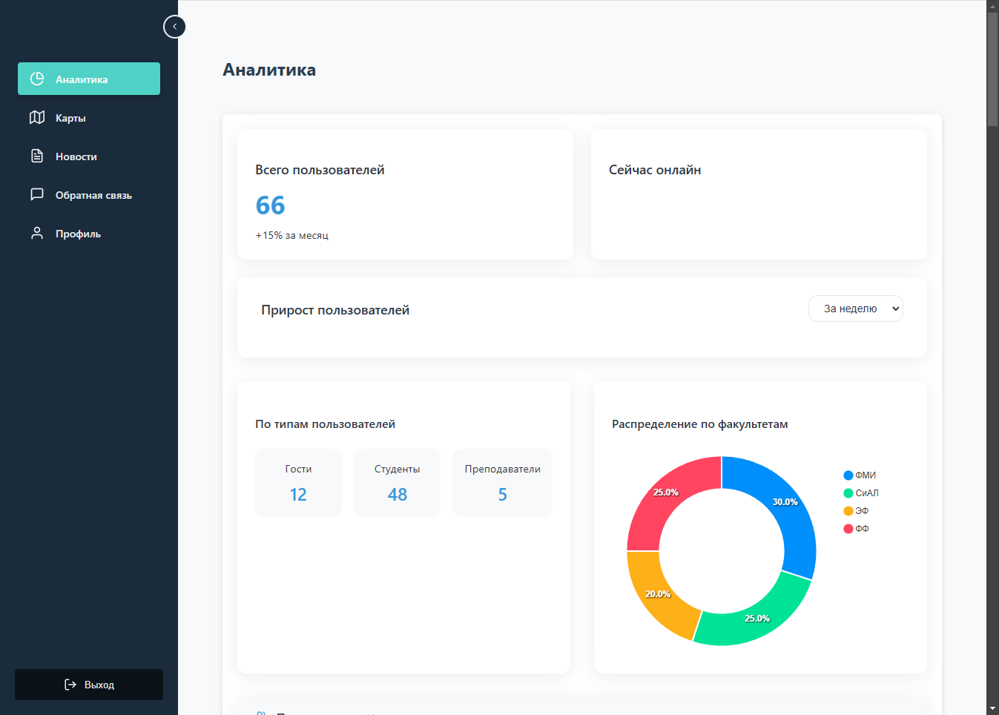 Аналитика
Карты
Новости
Обратная связь
Профиль
Выход
Аналитика
Всего пользователей
66
+15% за месяц
Сейчас онлайн
Прирост пользователей
За неделю
По типам пользователей
Гости
12
Студенты
48
Преподаватели
5
Распределение по факультетам
25.0%
30.0%
20.0%
25.0%
ФМИ
СиАЛ
ЭФ
ФФ